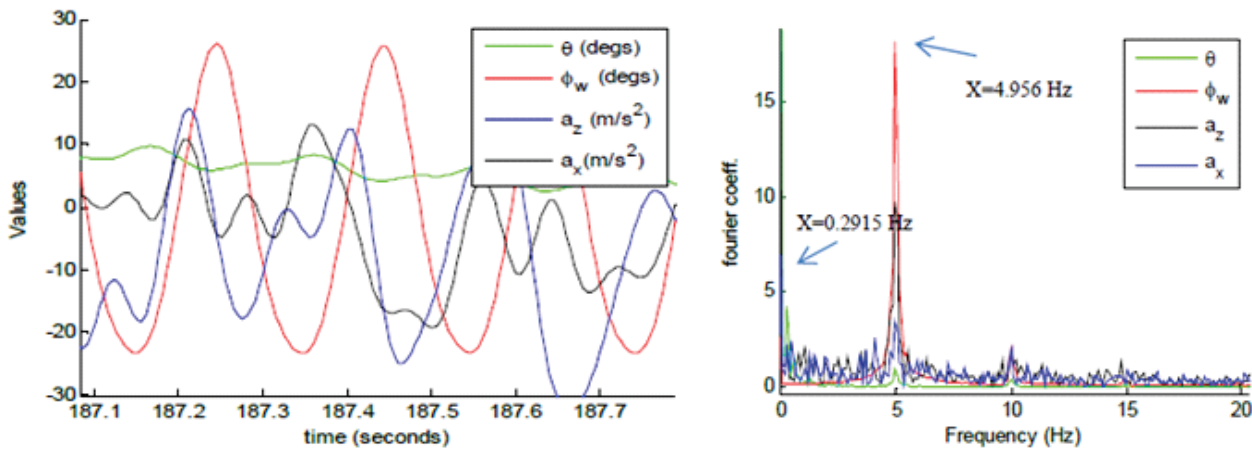 30
20
10
0
-10
-20
-30
Values
187.1 187.2 187.3 187.4 187.5 187.6 187.7
time (seconds)
θ (degs)
ϕw (degs)
az (m/s²)
ax(m/s²)
15
10
5
0
fourier coeff.
0 5 10 15 20
Frequency (Hz)
X=4.956 Hz
X=0.2915 Hz
θ
ϕw
az
ax